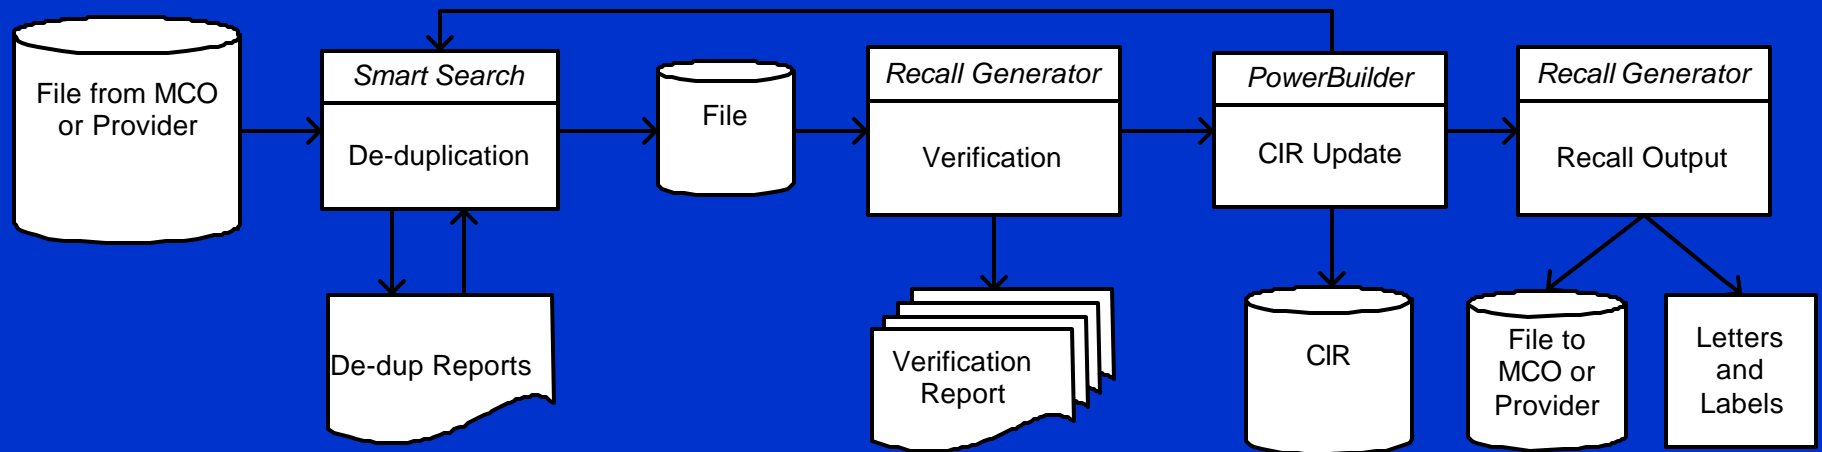 File from MCO
or Provider
Smart Search
De-duplication
De-dup Reports
File
Recall Generator
Verification
Verification
Report
PowerBuilder
CIR Update
CIR
Recall Generator
Recall Output
File to
MCO or
Provider
Letters
and
Labels